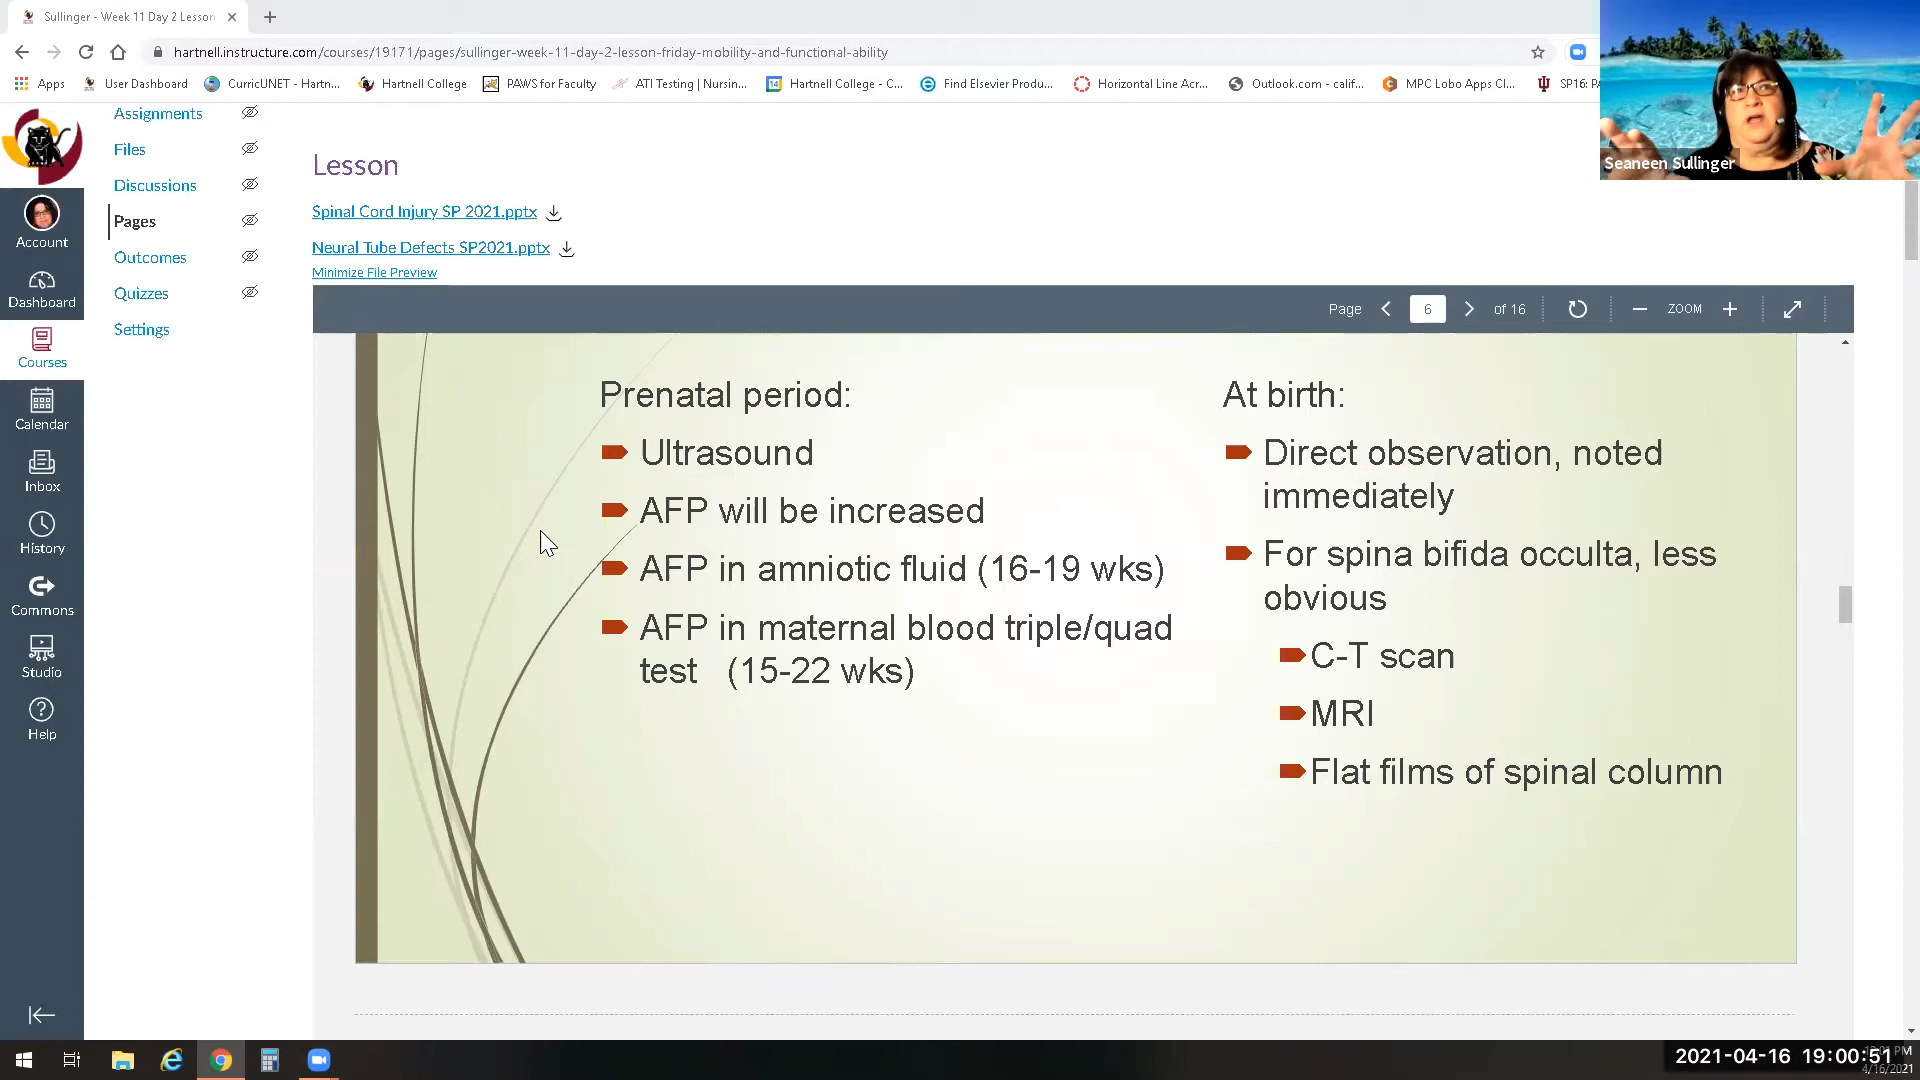 Sullinger - Week 11 Day 2 Lesson
hartnell.instructure.com/courses/19171/pages/sullinger-week-11-day-2-lesson-friday-mobility-and-functional-ability
Apps
User Dashboard
CurricUNET - Hartn...
Hartnell College
PAWS for Faculty
ATI Testing | Nursin...
Hartnell College - C...
Find Elsevier Produ...
Horizontal Line Acr...
Outlook.com - calif...
MPC Lobo Apps Cl...
Seaneen Sullinger
Account
Dashboard
Courses
Calendar
Inbox
History
Commons
Studio
Help
Assignments
Files
Discussions
Pages
Outcomes
Quizzes
Settings
Lesson
Spinal Cord Injury SP 2021.pptx
Neural Tube Defects SP2021.pptx
Minimize File Preview
Page 6 of 16 ZOOM
Prenatal period:
Ultrasound
AFP will be increased
AFP in amniotic fluid (16-19 wks)
AFP in maternal blood triple/quad
test (15-22 wks)
At birth:
Direct observation, noted
immediately
For spina bifida occulta, less
obvious
C-T scan
MRI
Flat films of spinal column
2021-04-16 19:00:51
4/16/2021